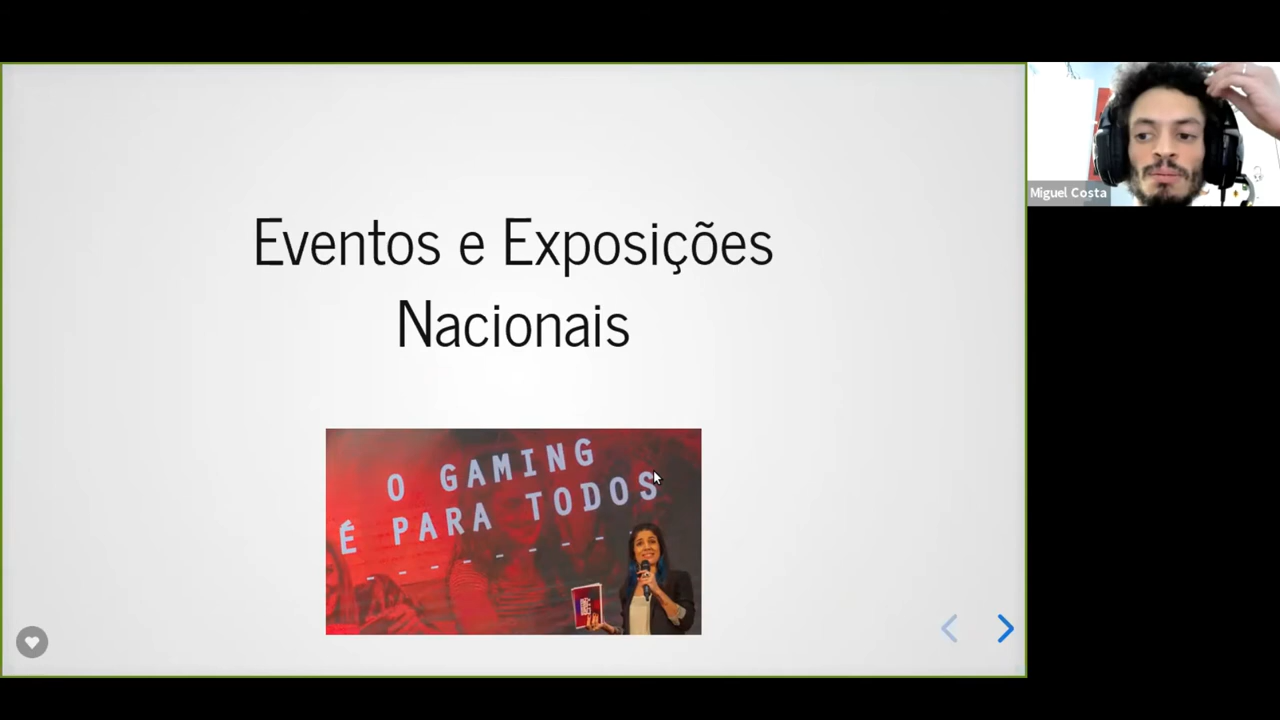 Eventos e Exposições
Nacionais
O GAMING
É PARA TODOS
Miguel Costa